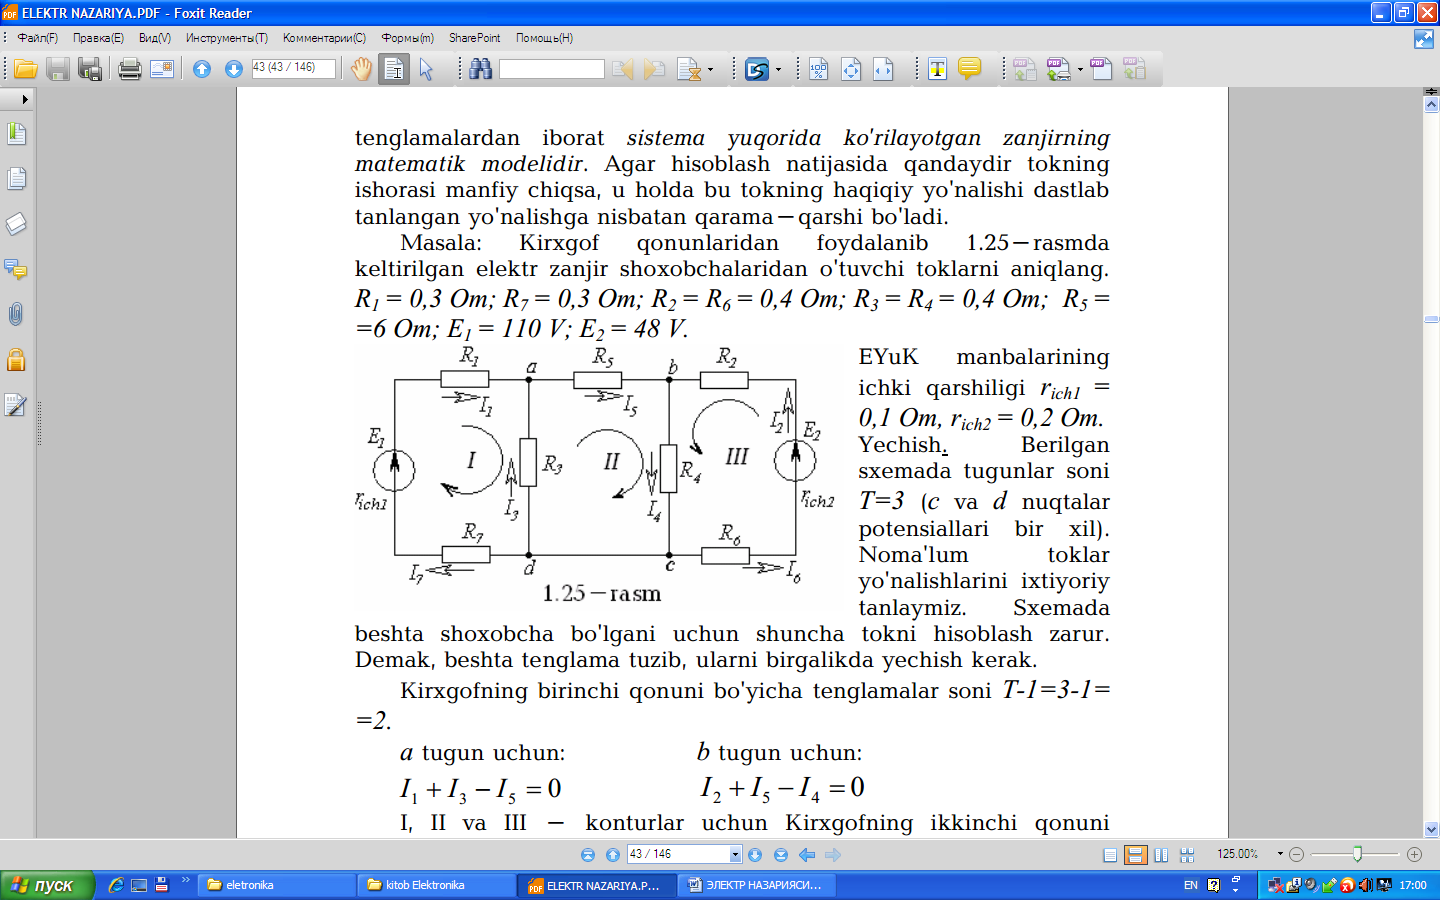 ELEKTR NAZARIYA.PDF - Foxit Reader
Файл(F) Правка(E) Вид(V) Инструменты(T) Комментарии(C) Формы(m) SharePoint Помощь(H)
43 (43 / 146)
tenglamalardan iborat sistema yuqorida ko'rilayotgan zanjirning
matematik modelidir. Agar hisoblash natijasida qandaydir tokning
ishorasi manfiy chiqsa, u holda bu tokning haqiqiy yo'nalishi dastlab
tanlangan yo'nalishga nisbatan qarama−qarshi bo'ladi.
Masala: Kirxgof qonunlaridan foydalanib 1.25−rasmda
keltirilgan elektr zanjir shoxobchalaridan o'tuvchi toklarni aniqlang.
R1 = 0,3 Om; R7 = 0,3 Om; R2 = R6 = 0,4 Om; R3 = R4 = 0,4 Om; R5 =
=6 Om; E1 = 110 V; E2 = 48 V.
R1 a R5 b R2
I1 I5 I2
E1 I R3 II R4 III E2
rich1 I3 I4 rich2
R7 R6
I7 d c I6
1.25−rasm
EYuK manbalarining
ichki qarshiligi rich1 =
0,1 Om, rich2 = 0,2 Om.
Yechish. Berilgan
sxemada tugunlar soni
T=3 (c va d nuqtalar
potensiallari bir xil).
Noma'lum toklar
yo'nalishlarini ixtiyoriy
tanlaymiz. Sxemada
beshta shoxobcha bo'lgani uchun shuncha tokni hisoblash zarur.
Demak, beshta tenglama tuzib, ularni birgalikda yechish kerak.
Kirxgofning birinchi qonuni bo'yicha tenglamalar soni T-1=3-1=
=2.
a tugun uchun: b tugun uchun:
I1 + I3 − I5 = 0 I2 + I5 − I4 = 0
I, II va III − konturlar uchun Kirxgofning ikkinchi qonuni
43 / 146 125.00%
пуск eletronika kitob Elektronika ELEKTR NAZARIYA.P... ЭЛЕКТР НАЗАРИЯСИ... EN 17:00